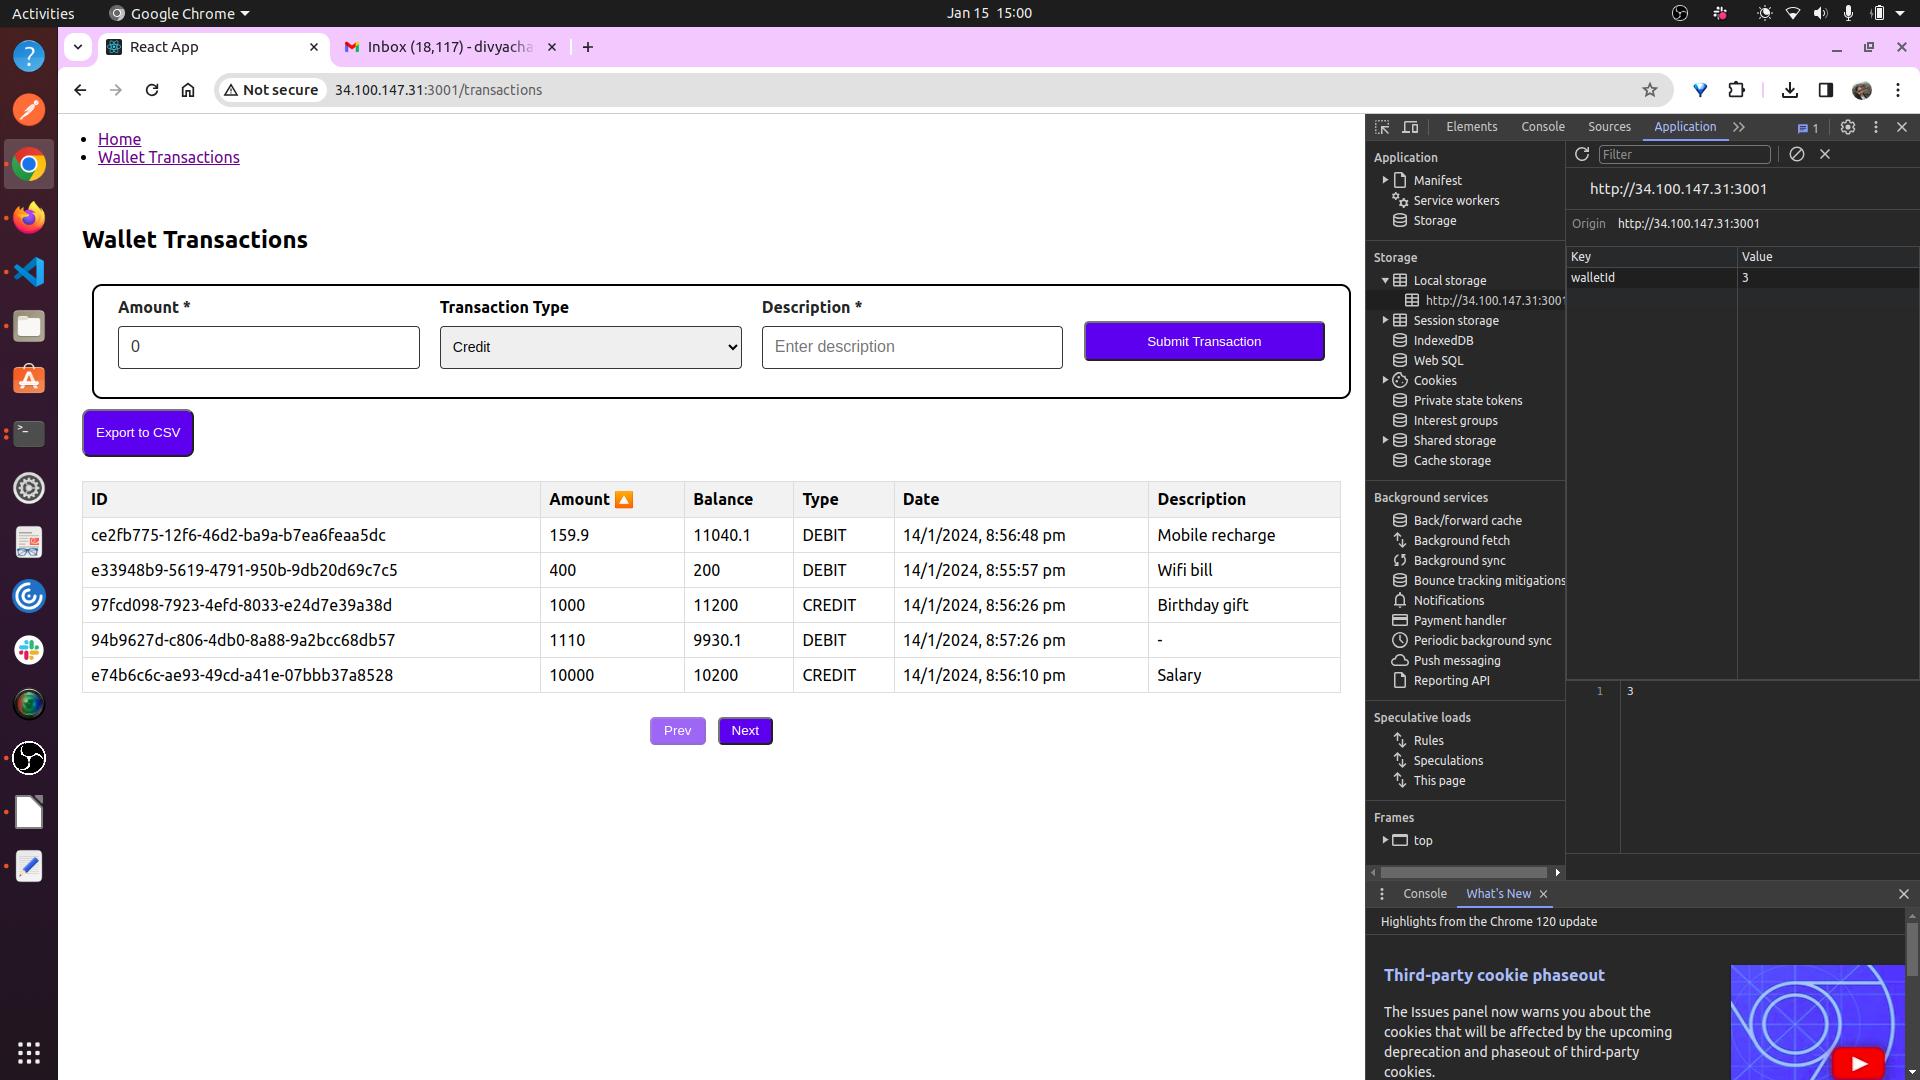 Activities Google Chrome Jan 15 15:00
React App Inbox (18,117) - divyacha
Not secure 34.100.147.31:3001/transactions
Home
Wallet Transactions
Wallet Transactions
Amount * Transaction Type Description *
0 Credit Enter description Submit Transaction
Export to CSV
ID Amount Balance Type Date Description
ce2fb775-12f6-46d2-ba9a-b7ea6feaa5dc 159.9 11040.1 DEBIT 14/1/2024, 8:56:48 pm Mobile recharge
e33948b9-5619-4791-950b-9db20d69c7c5 400 200 DEBIT 14/1/2024, 8:55:57 pm Wifi bill
97fcd098-7923-4efd-8033-e24d7e39a38d 1000 11200 CREDIT 14/1/2024, 8:56:26 pm Birthday gift
94b9627d-c806-4db0-8a88-9a2bcc68db57 1110 9930.1 DEBIT 14/1/2024, 8:57:26 pm -
e74b6c6c-ae93-49cd-a41e-07bbb37a8528 10000 10200 CREDIT 14/1/2024, 8:56:10 pm Salary
Prev Next
Elements Console Sources Application 1
Application
Manifest
Service workers
Storage
Storage
Local storage
http://34.100.147.31:3001
Session storage
IndexedDB
Web SQL
Cookies
Private state tokens
Interest groups
Shared storage
Cache storage
Background services
Back/forward cache
Background fetch
Background sync
Bounce tracking mitigations
Notifications
Payment handler
Periodic background sync
Push messaging
Reporting API
Speculative loads
Rules
Speculations
This page
Frames
top
Filter
http://34.100.147.31:3001
Origin http://34.100.147.31:3001
Key Value
walletId 3
1 3
Console What's New
Highlights from the Chrome 120 update
Third-party cookie phaseout
The Issues panel now warns you about the
cookies that will be affected by the upcoming
deprecation and phaseout of third-party
cookies.